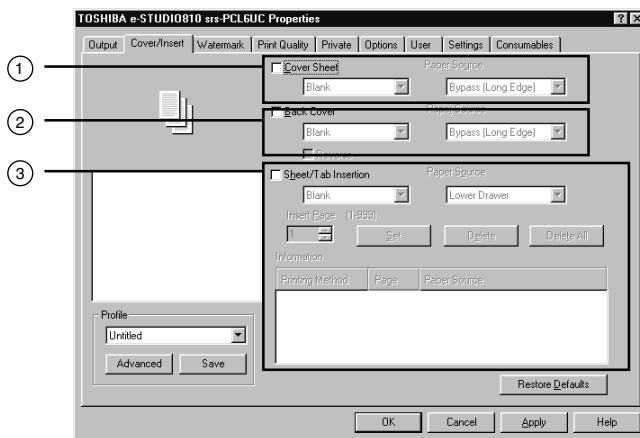 TOSHIBA e-STUDIO810 srs-PCL6UC Properties
Output Cover/Insert Watermark Print Quality Private Options User Settings Consumables
1
Cover Sheet Paper Source
Blank Bypass (Long Edge)
2
Back Cover Paper Source
Blank Bypass (Long Edge)
Reverse
3
Sheet/Tab Insertion Paper Source
Blank Lower Drawer
Insert Page (1-999)
1 Set Delete Delete All
Information
Printing Method Page Paper Source
Profile
Untitled
Advanced Save
Restore Defaults
OK Cancel Apply Help